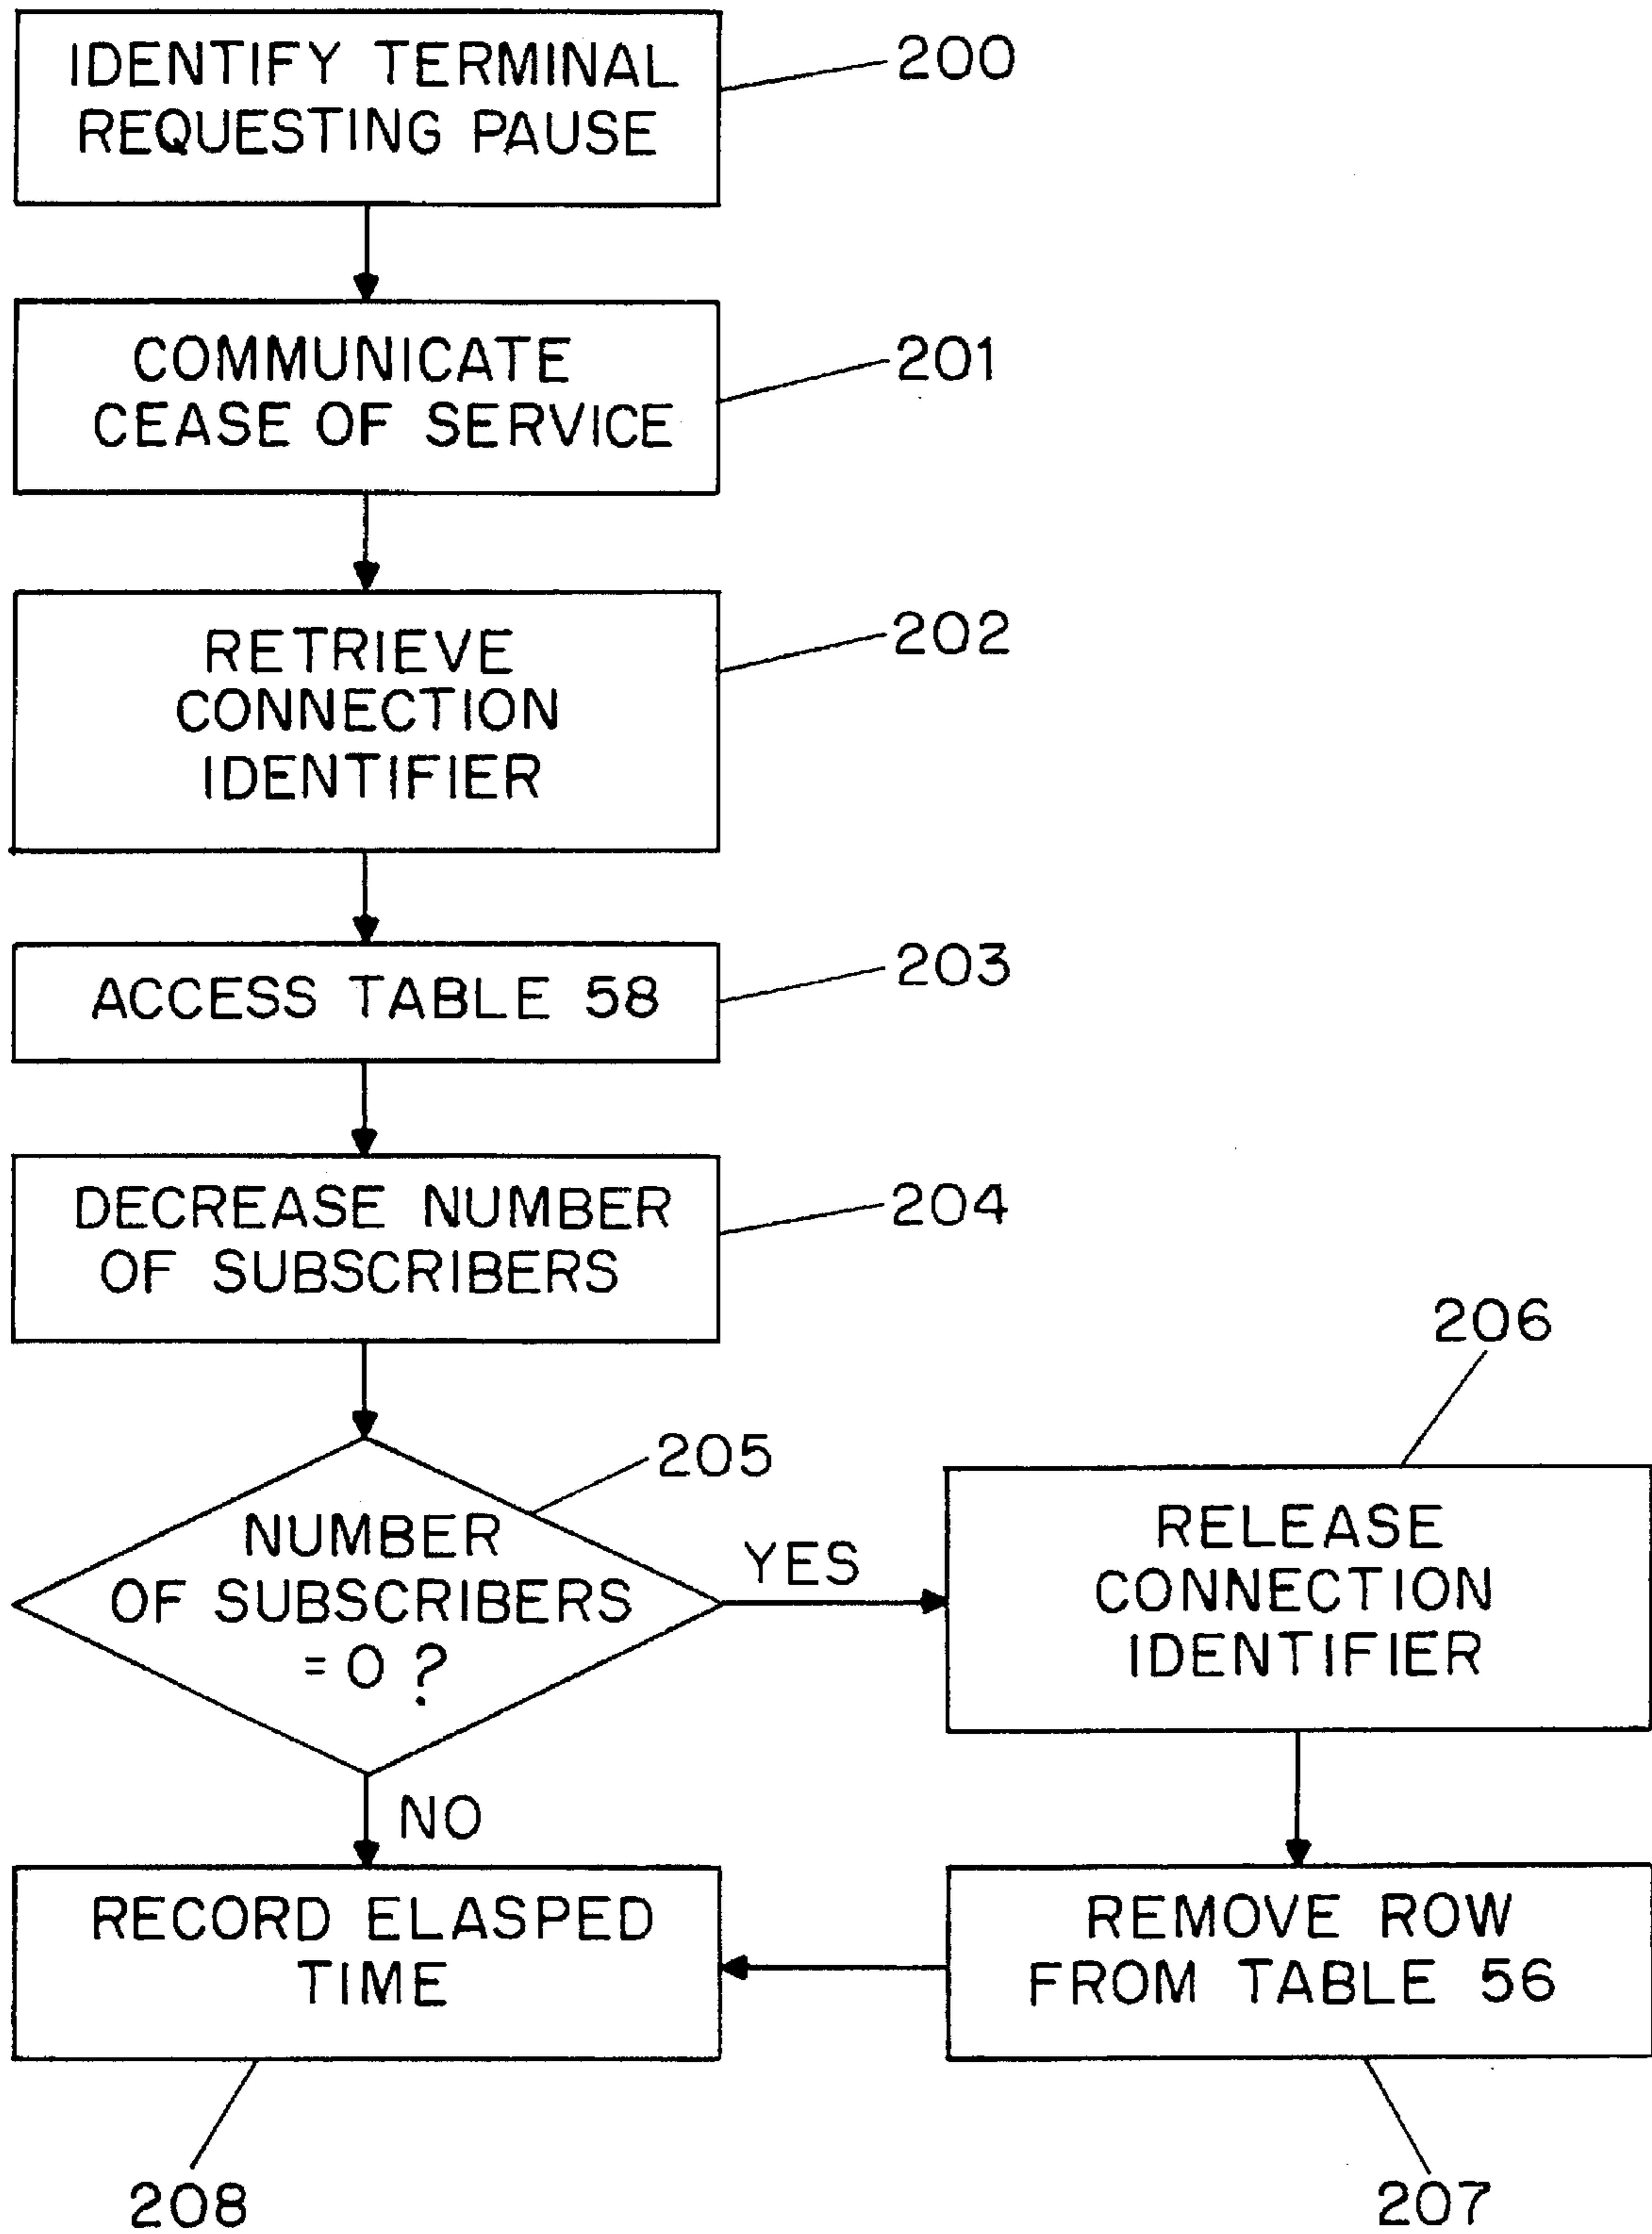 IDENTIFY TERMINAL
REQUESTING PAUSE
200
COMMUNICATE
CEASE OF SERVICE
201
RETRIEVE
CONNECTION
IDENTIFIER
202
ACCESS TABLE 58
203
DECREASE NUMBER
OF SUBSCRIBERS
204
NUMBER
OF SUBSCRIBERS
= 0 ?
205
YES
206
RELEASE
CONNECTION
IDENTIFIER
NO
RECORD ELASPED
TIME
208
REMOVE ROW
FROM TABLE 56
207